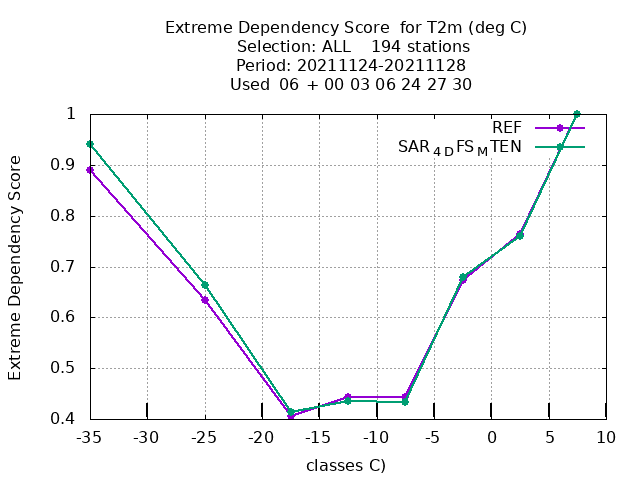 Extreme Dependency Score  for T2m (deg C)
Selection: ALL    194 stations
Period: 20211124-20211128
Used  06  + 00 03 06 24 27 30
REF
SAR4DFSMTEN
Extreme Dependency Score
1
0.9
0.8
0.7
0.6
0.5
0.4
-35 -30 -25 -20 -15 -10 -5 0 5 10
classes C)